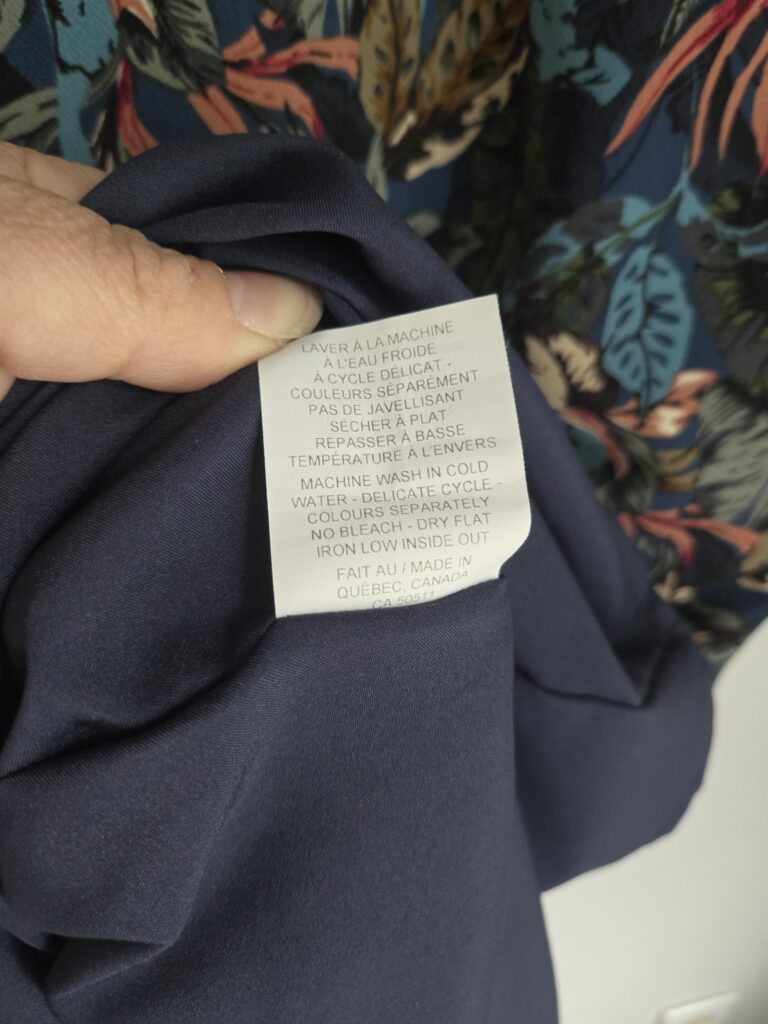 LAVER À LA MACHINE
À L'EAU FROIDE
À CYCLE DÉLICAT -
COULEURS SÉPARÉMENT
PAS DE JAVELLISANT
SÉCHER À PLAT
REPASSER À BASSE
TEMPÉRATURE À L'ENVERS
MACHINE WASH IN COLD
WATER - DELICATE CYCLE -
COLOURS SEPARATELY
NO BLEACH - DRY FLAT
IRON LOW INSIDE OUT
FAIT AU / MADE IN
QUÉBEC, CANADA
CA 50511